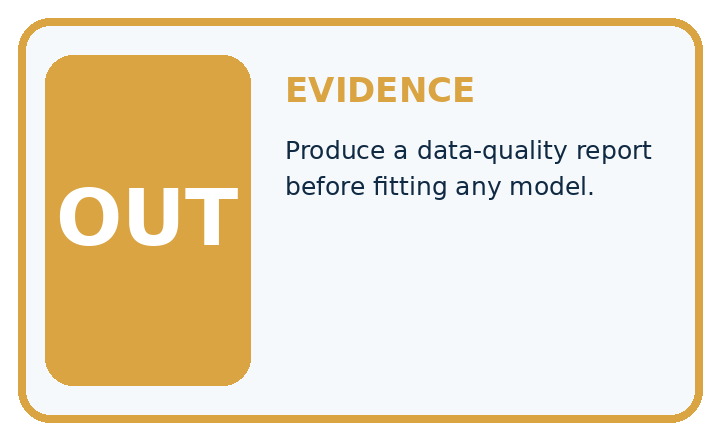 OUT
EVIDENCE
Produce a data-quality report
before fitting any model.